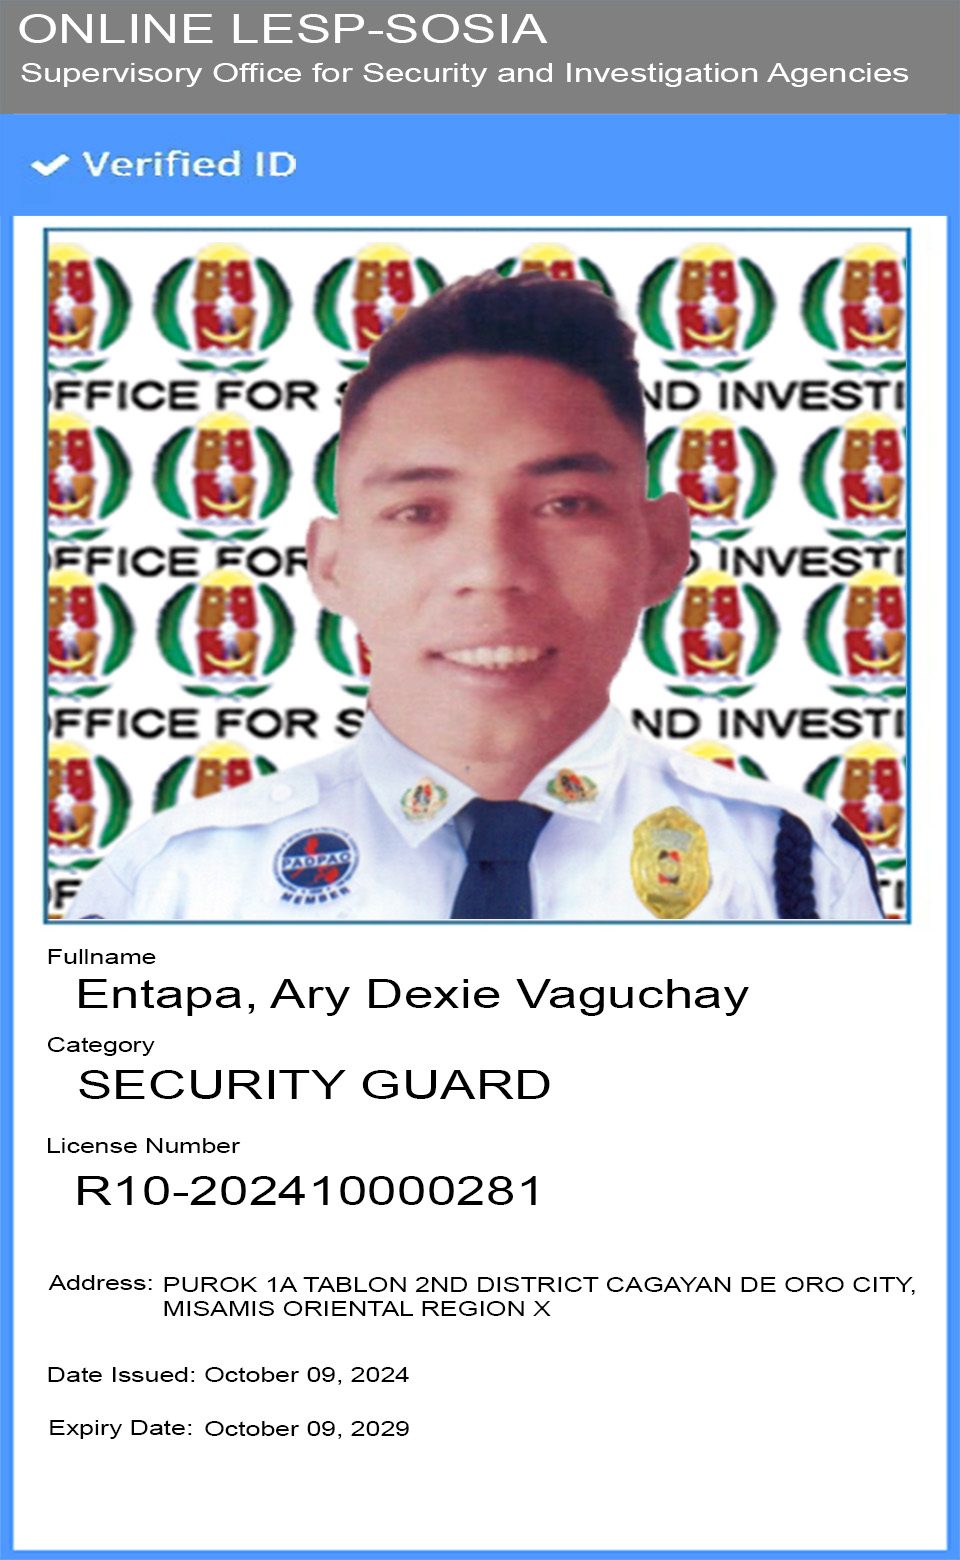 ONLINE LESP-SOSIA
Supervisory Office for Security and Investigation Agencies
Verified ID
OFFICE FOR S ND INVESTI
OFFICE FOR D INVESTI
OFFICE FOR S ND INVESTI
PADPAO
MEMBER
Fullname
Entapa, Ary Dexie Vaguchay
Category
SECURITY GUARD
License Number
R10-202410000281
Address: PUROK 1A TABLON 2ND DISTRICT CAGAYAN DE ORO CITY,
MISAMIS ORIENTAL REGION X
Date Issued: October 09, 2024
Expiry Date: October 09, 2029